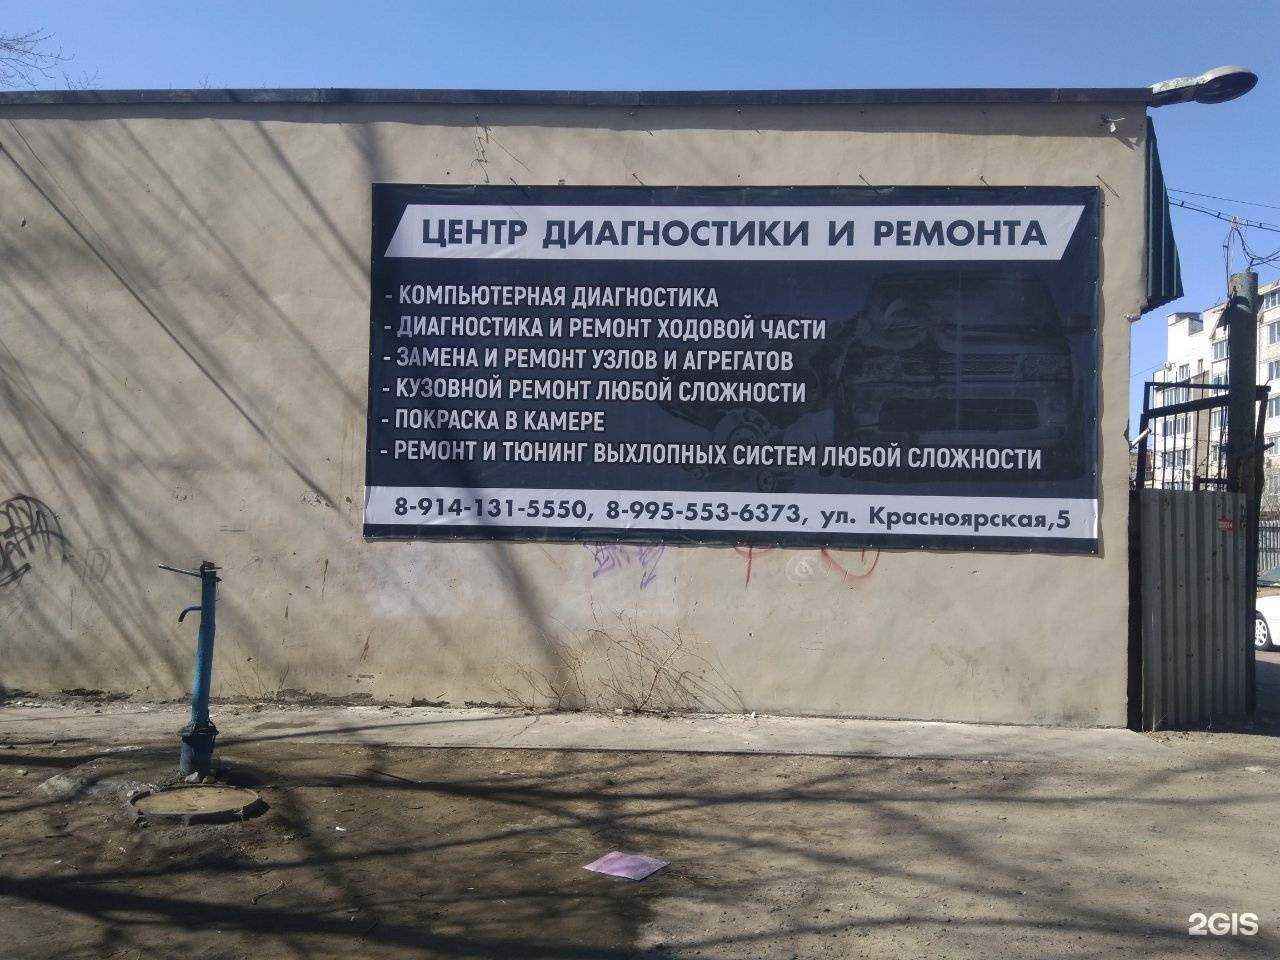 ЦЕНТР ДИАГНОСТИКИ И РЕМОНТА
- КОМПЬЮТЕРНАЯ ДИАГНОСТИКА
- ДИАГНОСТИКА И РЕМОНТ ХОДОВОЙ ЧАСТИ
- ЗАМЕНА И РЕМОНТ УЗЛОВ И АГРЕГАТОВ
- КУЗОВНОЙ РЕМОНТ ЛЮБОЙ СЛОЖНОСТИ
- ПОКРАСКА В КАМЕРЕ
- РЕМОНТ И ТЮНИНГ ВЫХЛОПНЫХ СИСТЕМ ЛЮБОЙ СЛОЖНОСТИ
8-914-131-5550, 8-995-553-6373, ул. Красноярская,5
2GIS